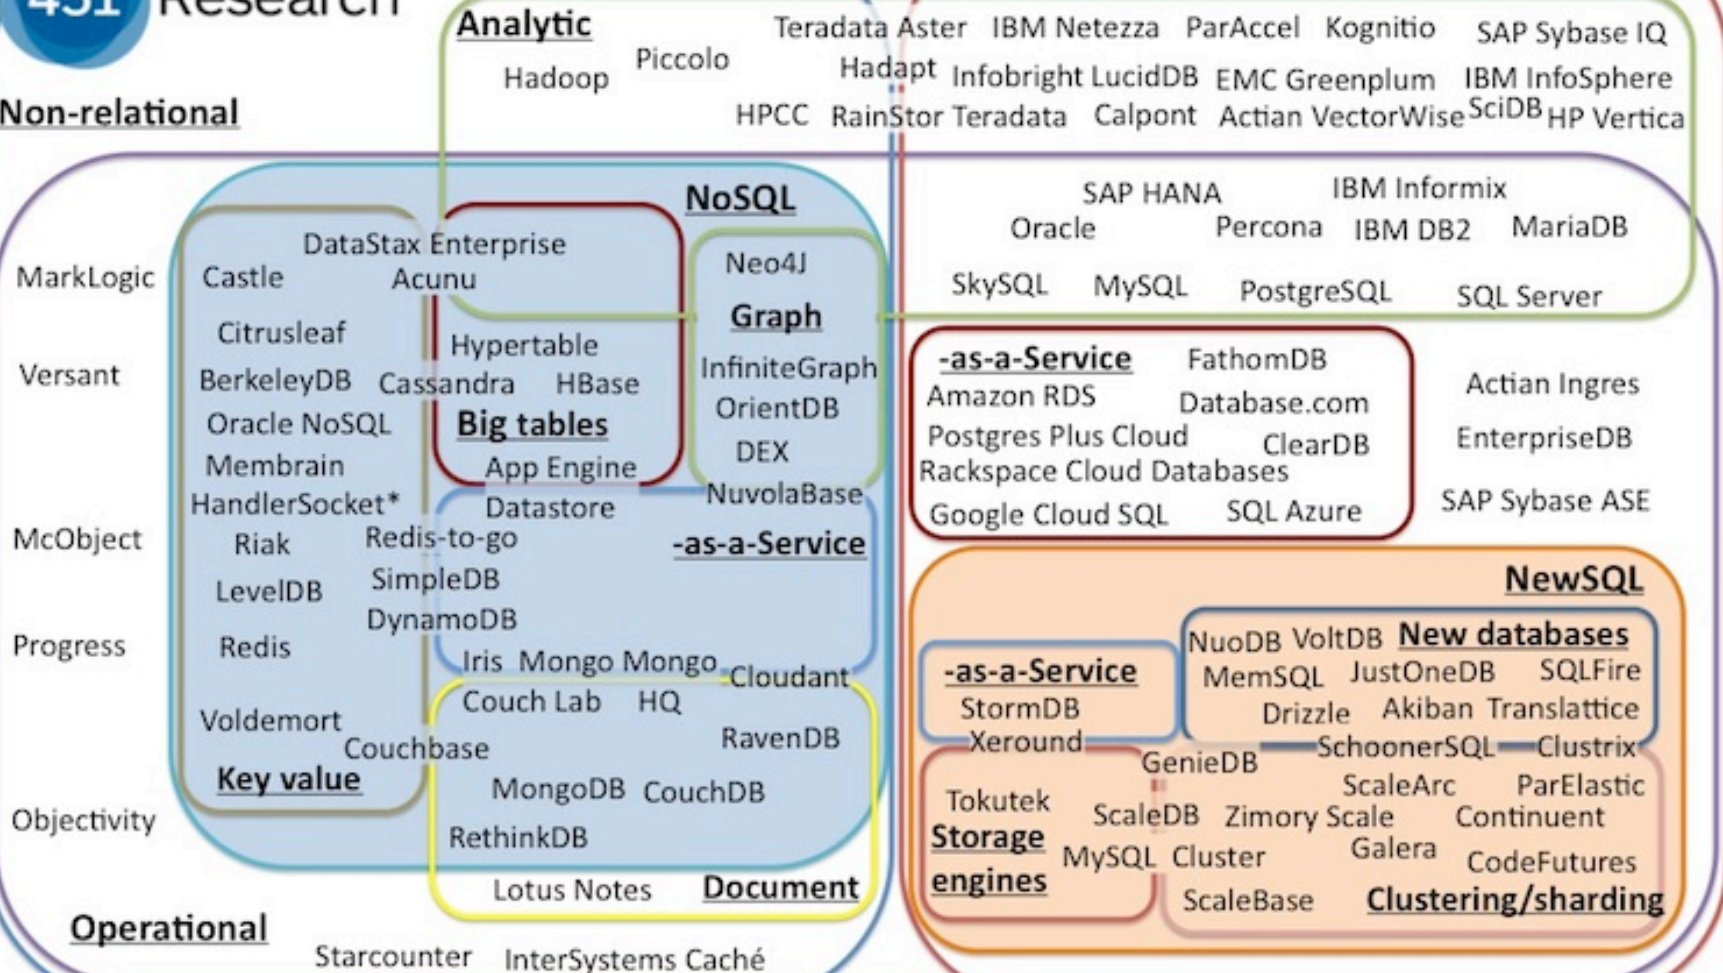 451 Research
Analytic
Teradata Aster IBM Netezza ParAccel Kognitio SAP Sybase IQ
Piccolo
Hadoop
Hadapt Infobright LucidDB EMC Greenplum IBM InfoSphere
Non-relational
HPCC RainStor Teradata Calpont Actian VectorWise SciDB HP Vertica
NoSQL
SAP HANA IBM Informix
Oracle Percona IBM DB2 MariaDB
SkySQL MySQL PostgreSQL SQL Server
MarkLogic
Versant
McObject
Progress
Objectivity
DataStax Enterprise
Castle Acunu
Citrusleaf
BerkeleyDB Cassandra
Oracle NoSQL
Membrain
HandlerSocket*
Riak Redis-to-go
LevelDB SimpleDB
DynamoDB
Redis
Voldemort
Couchbase
Key value
Hypertable
HBase
Big tables
App Engine
Datastore
Neo4J
Graph
InfiniteGraph
OrientDB
DEX
NuvolaBase
-as-a-Service
Iris Mongo Mongo Cloudant
Couch Lab HQ
RavenDB
MongoDB CouchDB
RethinkDB
Lotus Notes Document
-as-a-Service FathomDB
Amazon RDS Database.com
Postgres Plus Cloud ClearDB
Rackspace Cloud Databases
Google Cloud SQL SQL Azure
Actian Ingres
EnterpriseDB
SAP Sybase ASE
NewSQL
NuoDB VoltDB New databases
MemSQL JustOneDB SQLFire
Drizzle Akiban Translattice
SchoonerSQL Clustrix
-as-a-Service
StormDB
Xeround
GenieDB
ScaleArc ParElastic
Tokutek ScaleDB Zimory Scale Continuent
Storage
engines
MySQL Cluster Galera CodeFutures
ScaleBase Clustering/sharding
Operational
Starcounter InterSystems Caché